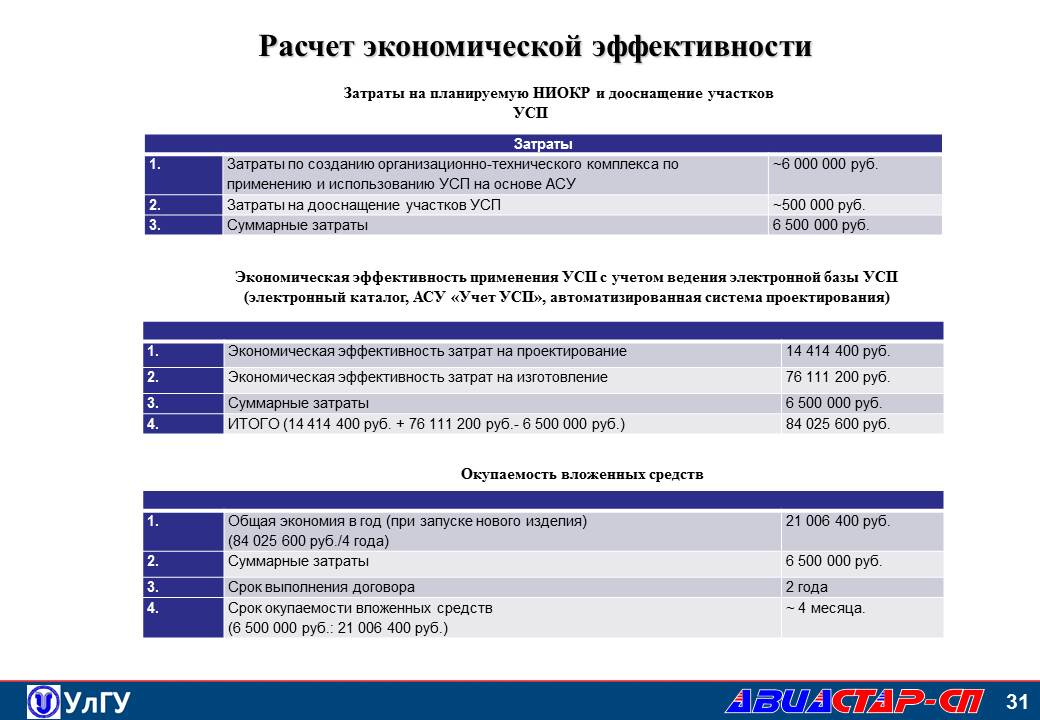 Расчет экономической эффективности
Затраты на планируемую НИОКР и дооснащение участков
УСП
Затраты
1. Затраты по созданию организационно-технического комплекса по ~6 000 000 руб.
применению и использованию УСП на основе АСУ
2. Затраты на дооснащение участков УСП ~500 000 руб.
3. Суммарные затраты 6 500 000 руб.
Экономическая эффективность применения УСП с учетом ведения электронной базы УСП
(электронный каталог, АСУ «Учет УСП», автоматизированная система проектирования)
1. Экономическая эффективность затрат на проектирование 14 414 400 руб.
2. Экономическая эффективность затрат на изготовление 76 111 200 руб.
3. Суммарные затраты 6 500 000 руб.
4. ИТОГО (14 414 400 руб. + 76 111 200 руб.- 6 500 000 руб.) 84 025 600 руб.
Окупаемость вложенных средств
1. Общая экономия в год (при запуске нового изделия) 21 006 400 руб.
(84 025 600 руб./4 года)
2. Суммарные затраты 6 500 000 руб.
3. Срок выполнения договора 2 года
4. Срок окупаемости вложенных средств ~ 4 месяца.
(6 500 000 руб.: 21 006 400 руб.)
УлГУ АВИАСТАР-СП 31